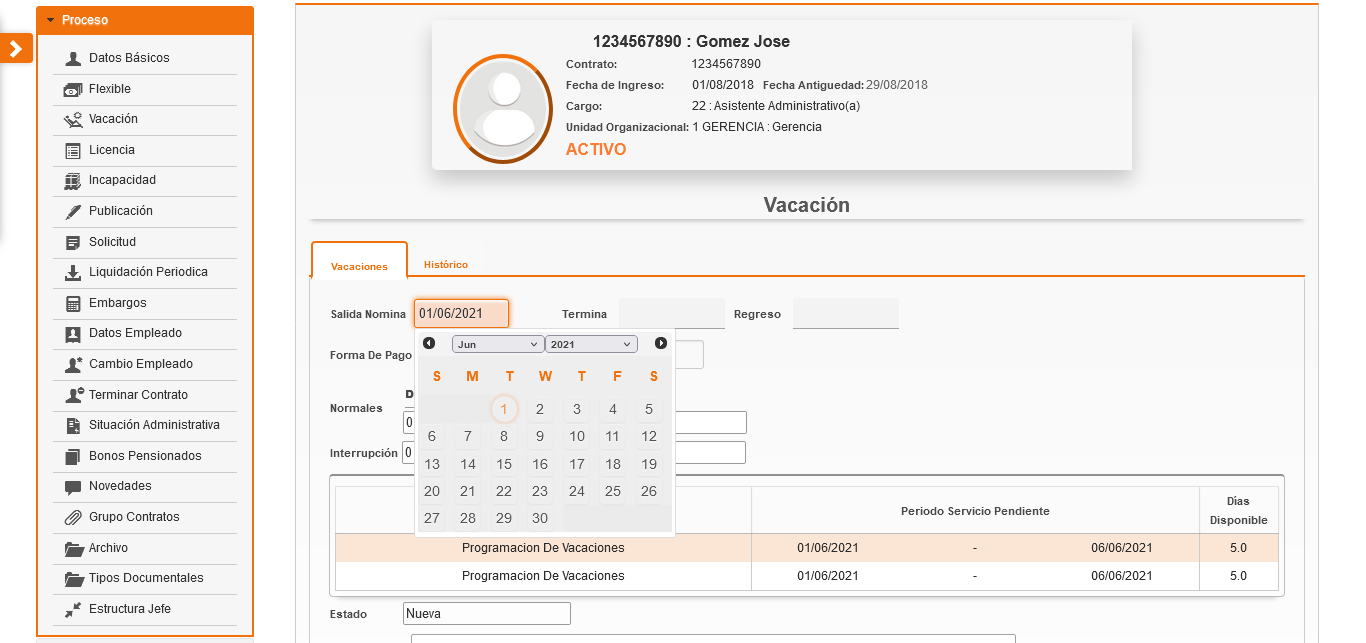 Proceso
Datos Básicos
Flexible
Vacación
Licencia
Incapacidad
Publicación
Solicitud
Liquidación Periodica
Embargos
Datos Empleado
Cambio Empleado
Terminar Contrato
Situación Administrativa
Bonos Pensionados
Novedades
Grupo Contratos
Archivo
Tipos Documentales
Estructura Jefe
1234567890 : Gomez Jose
Contrato: 1234567890
Fecha de Ingreso: 01/08/2018 Fecha Antiguedad: 29/08/2018
Cargo: 22 : Asistente Administrativo(a)
Unidad Organizacional: 1 GERENCIA : Gerencia
ACTIVO
Vacación
Vacaciones Histórico
Salida Nomina 01/06/2021 Termina Regreso
Forma De Pago
Jun 2021
S M T W T F S
1 2 3 4 5
6 7 8 9 10 11 12
13 14 15 16 17 18 19
20 21 22 23 24 25 26
27 28 29 30
D
Normales 0
Interrupción 0
Periodo Servicio Pendiente Días
Disponible
Programacion De Vacaciones 01/06/2021 - 06/06/2021 5.0
Programacion De Vacaciones 01/06/2021 - 06/06/2021 5.0
Estado Nueva